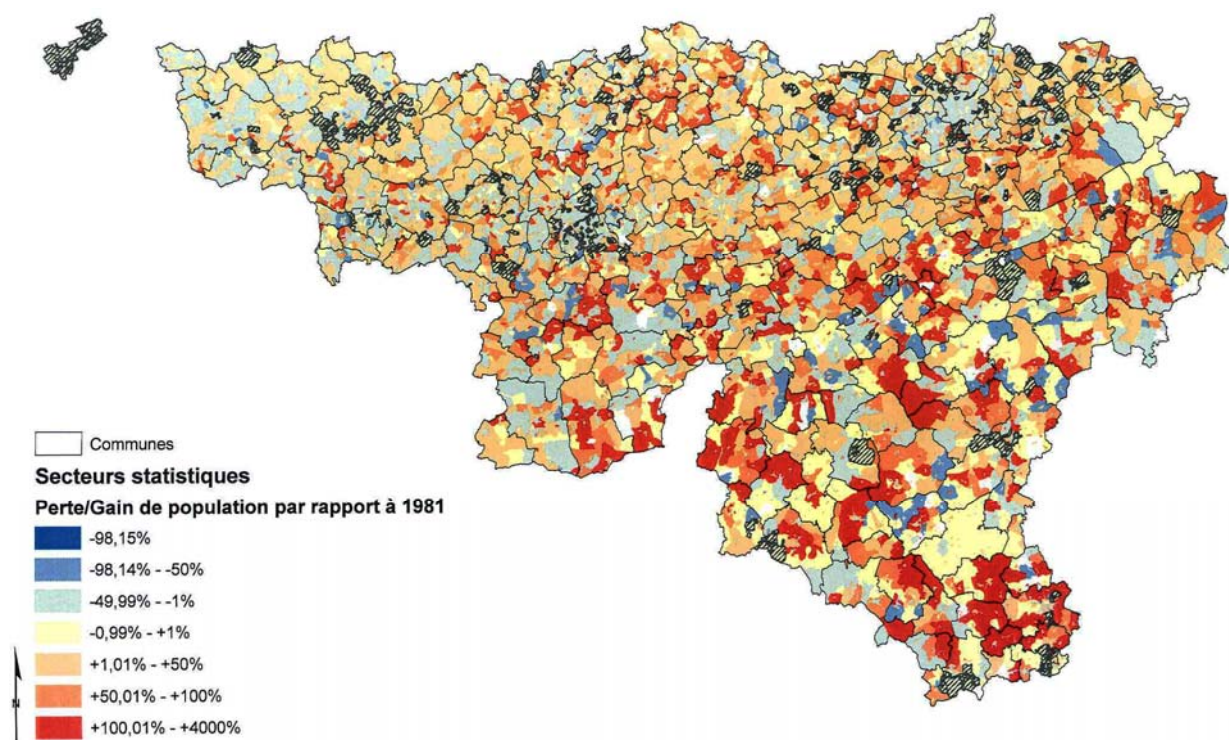 Communes
Secteurs statistiques
Perte/Gain de population par rapport à 1981
-98,15%
-98,14% - -50%
-49,99% - -1%
-0,99% - +1%
+1,01% - +50%
+50,01% - +100%
+100,01% - +4000%
N